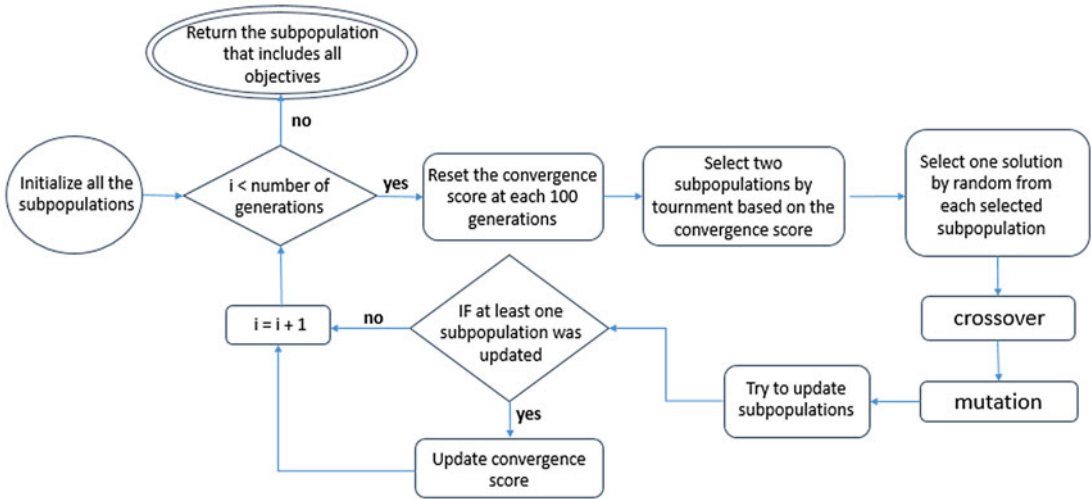 Return the subpopulation
that includes all
objectives
no
Initialize all the
subpopulations
i < number of
generations
yes
Reset the convergence
score at each 100
generations
Select two
subpopulations by
tournment based on the
convergence score
Select one solution
by random from
each selected
subpopulation
crossover
mutation
Try to update
subpopulations
IF at least one
subpopulation was
updated
no
i = i + 1
yes
Update convergence
score